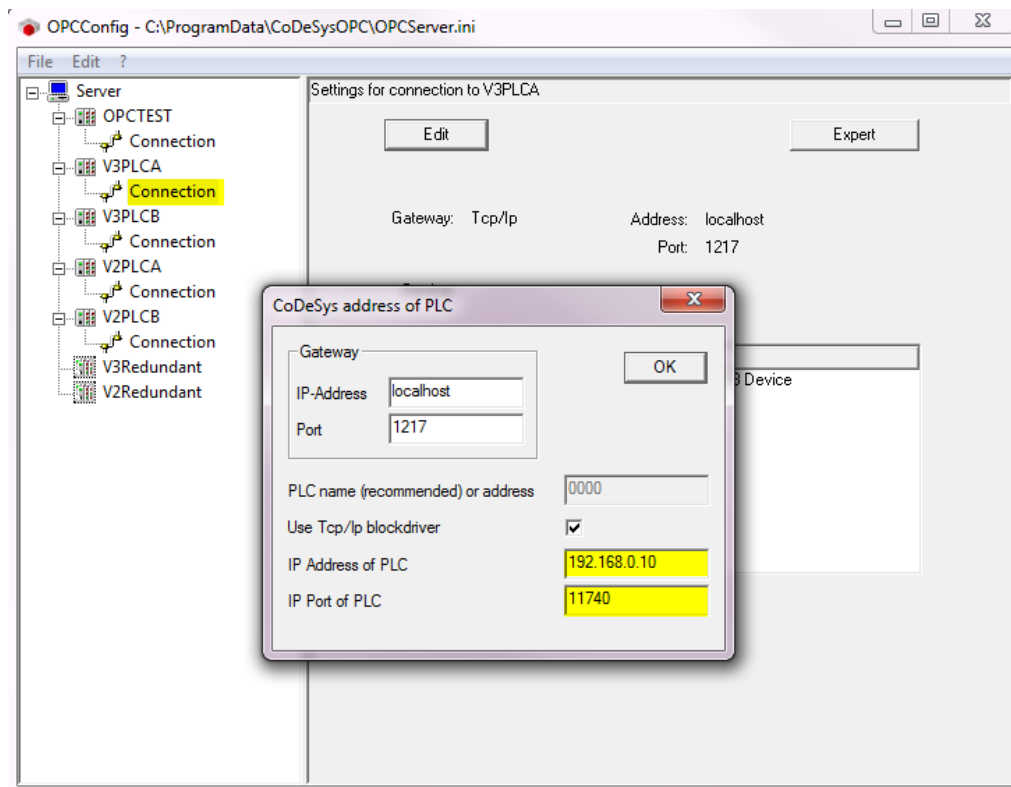 OPCConfig - C:\ProgramData\CoDeSysOPC\OPCServer.ini
File Edit ?
Server
OPCTEST
Connection
V3PLCA
Connection
V3PLCB
Connection
V2PLCA
Connection
V2PLCB
Connection
V3Redundant
V2Redundant
Settings for connection to V3PLCA
Edit
Expert
Gateway: Tcp/Ip
Address: localhost
Port: 1217
Device
CoDeSys address of PLC
Gateway
IP-Address localhost
Port 1217
OK
PLC name (recommended) or address 0000
Use Tcp/Ip blockdriver
IP Address of PLC 192.168.0.10
IP Port of PLC 11740